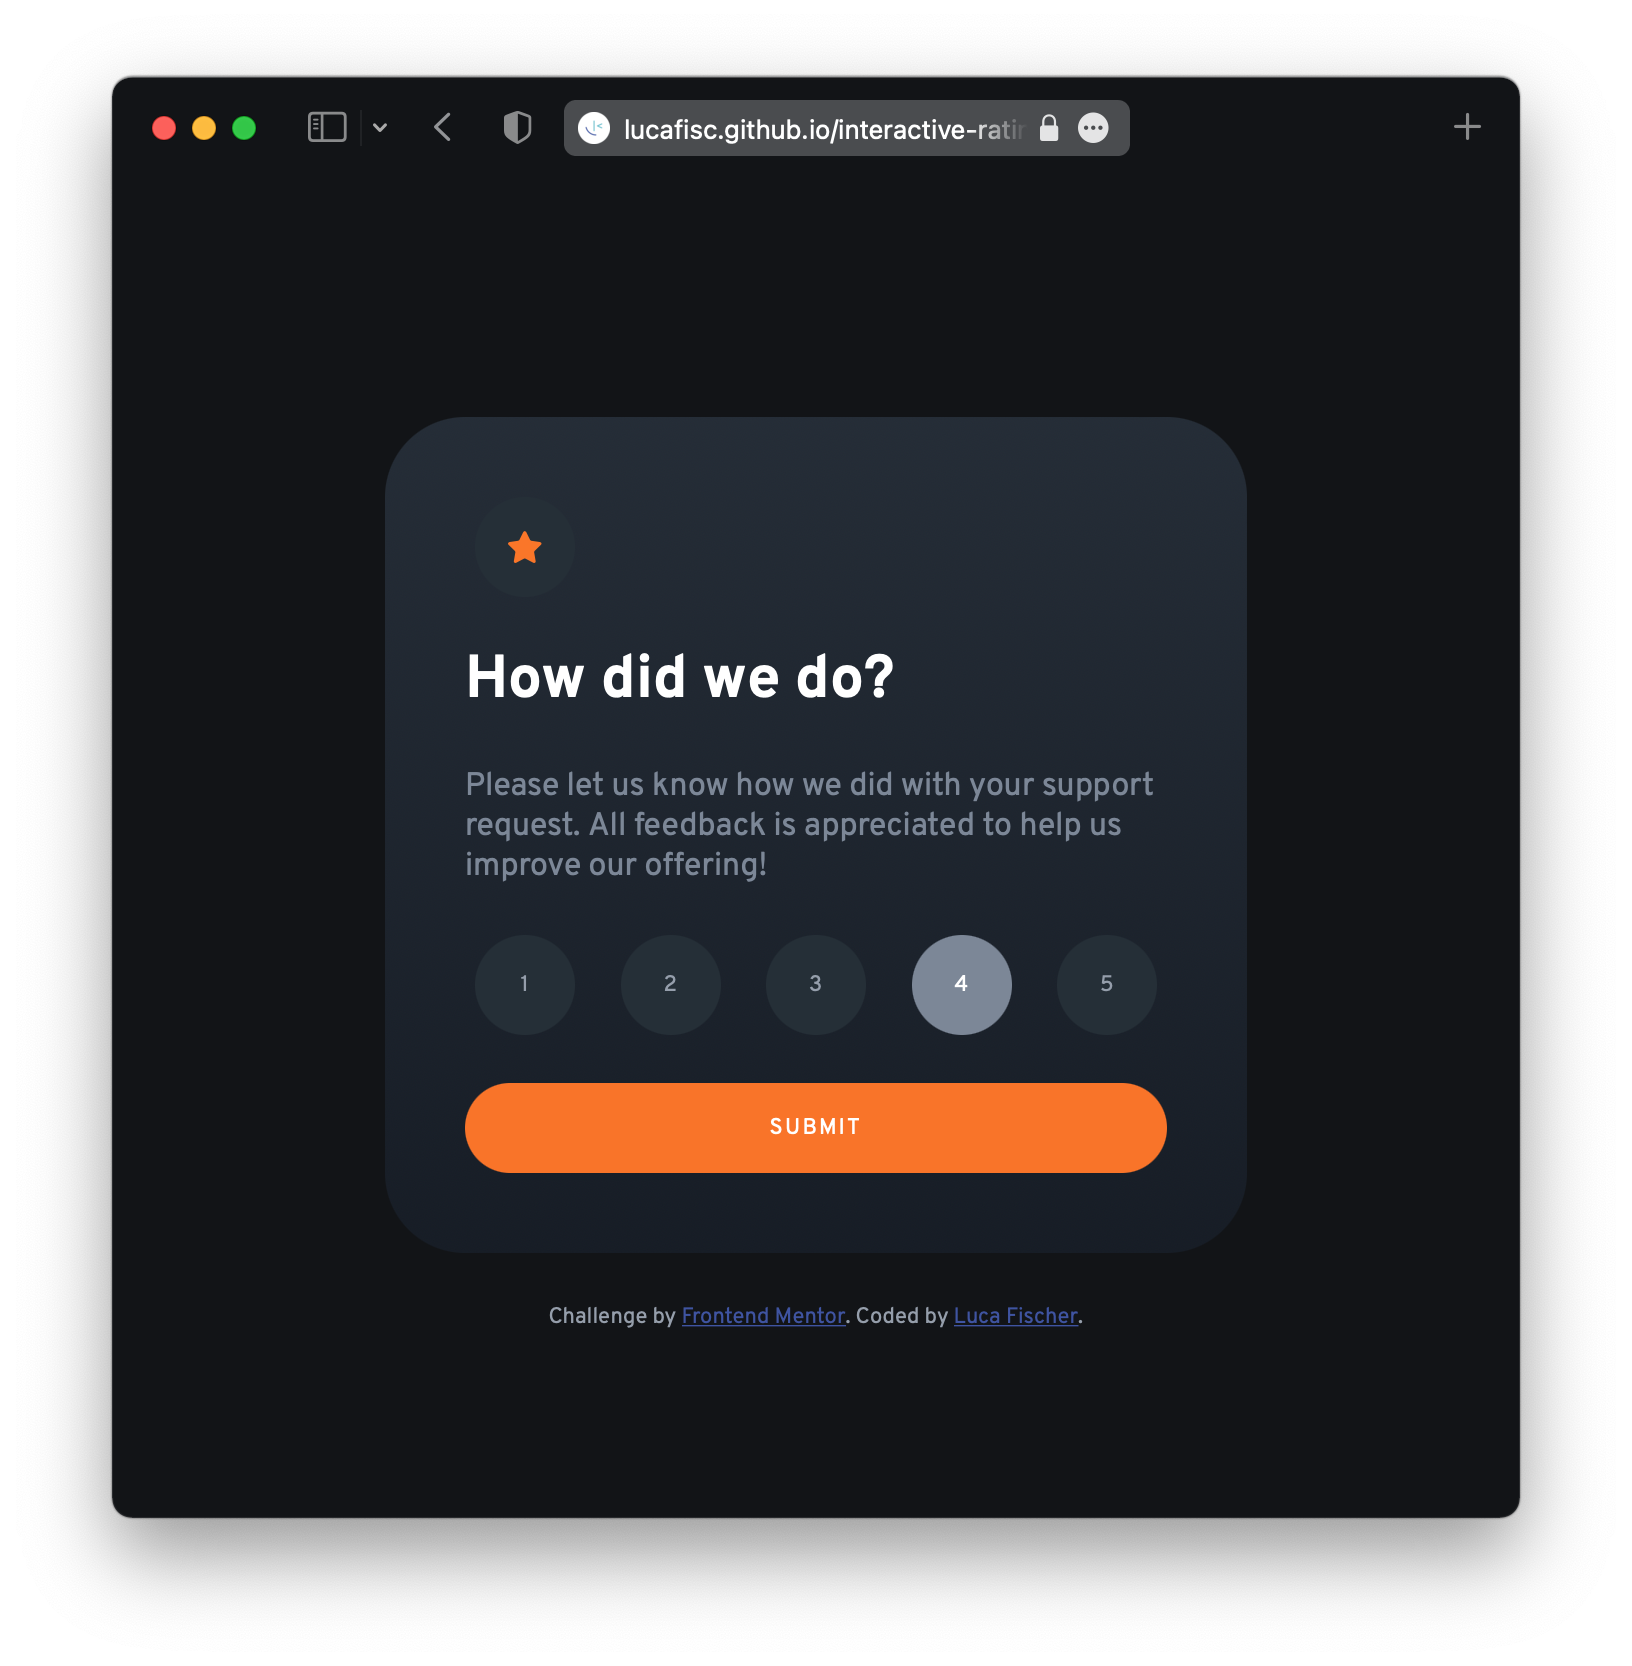 lucafisc.github.io/interactive-ratin
How did we do?
Please let us know how we did with your support
request. All feedback is appreciated to help us
improve our offering!
1 2 3 4 5
SUBMIT
Challenge by Frontend Mentor. Coded by Luca Fischer.